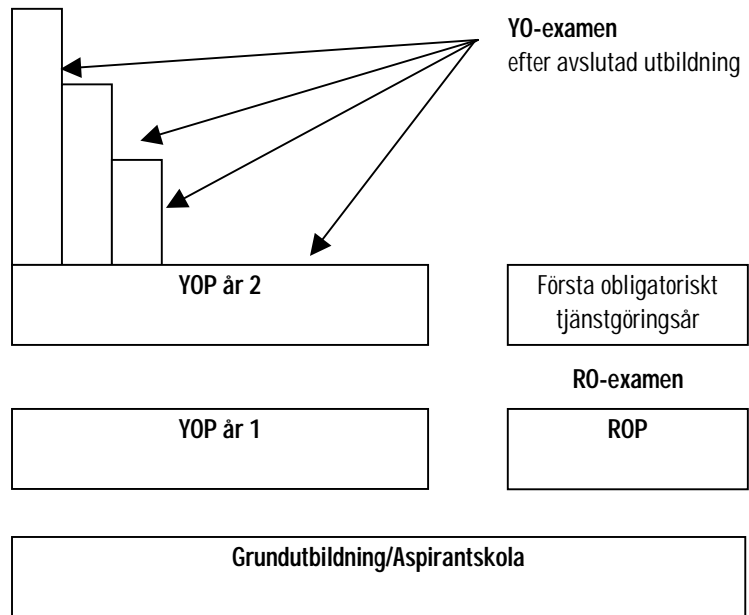 YO-examen
efter avslutad utbildning
YOP år 2
Första obligatoriskt
tjänstgöringsår
RO-examen
YOP år 1
ROP
Grundutbildning/Aspirantskola